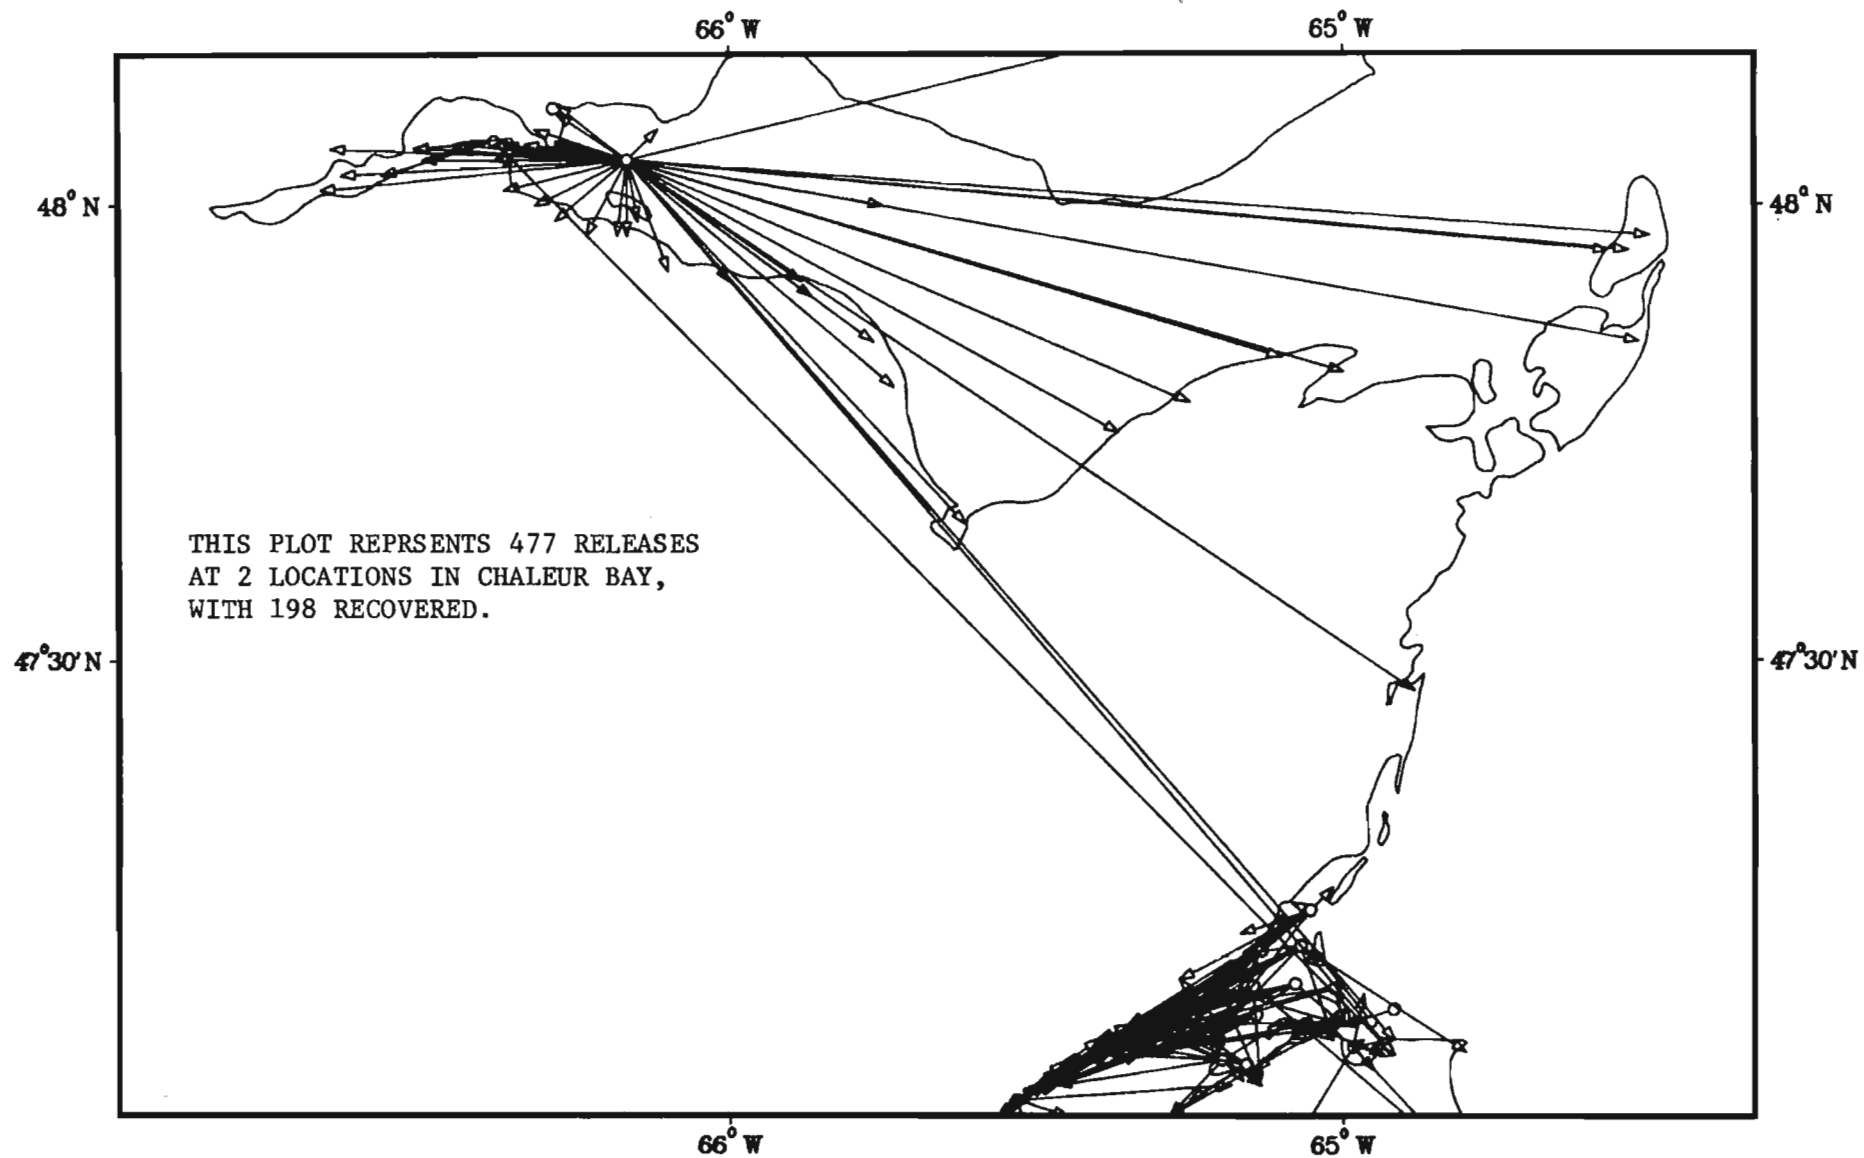 66° W 65° W
48° N 48° N
THIS PLOT REPRSENTS 477 RELEASES
AT 2 LOCATIONS IN CHALEUR BAY,
WITH 198 RECOVERED.
47°30'N 47°30'N
66° W 65° W